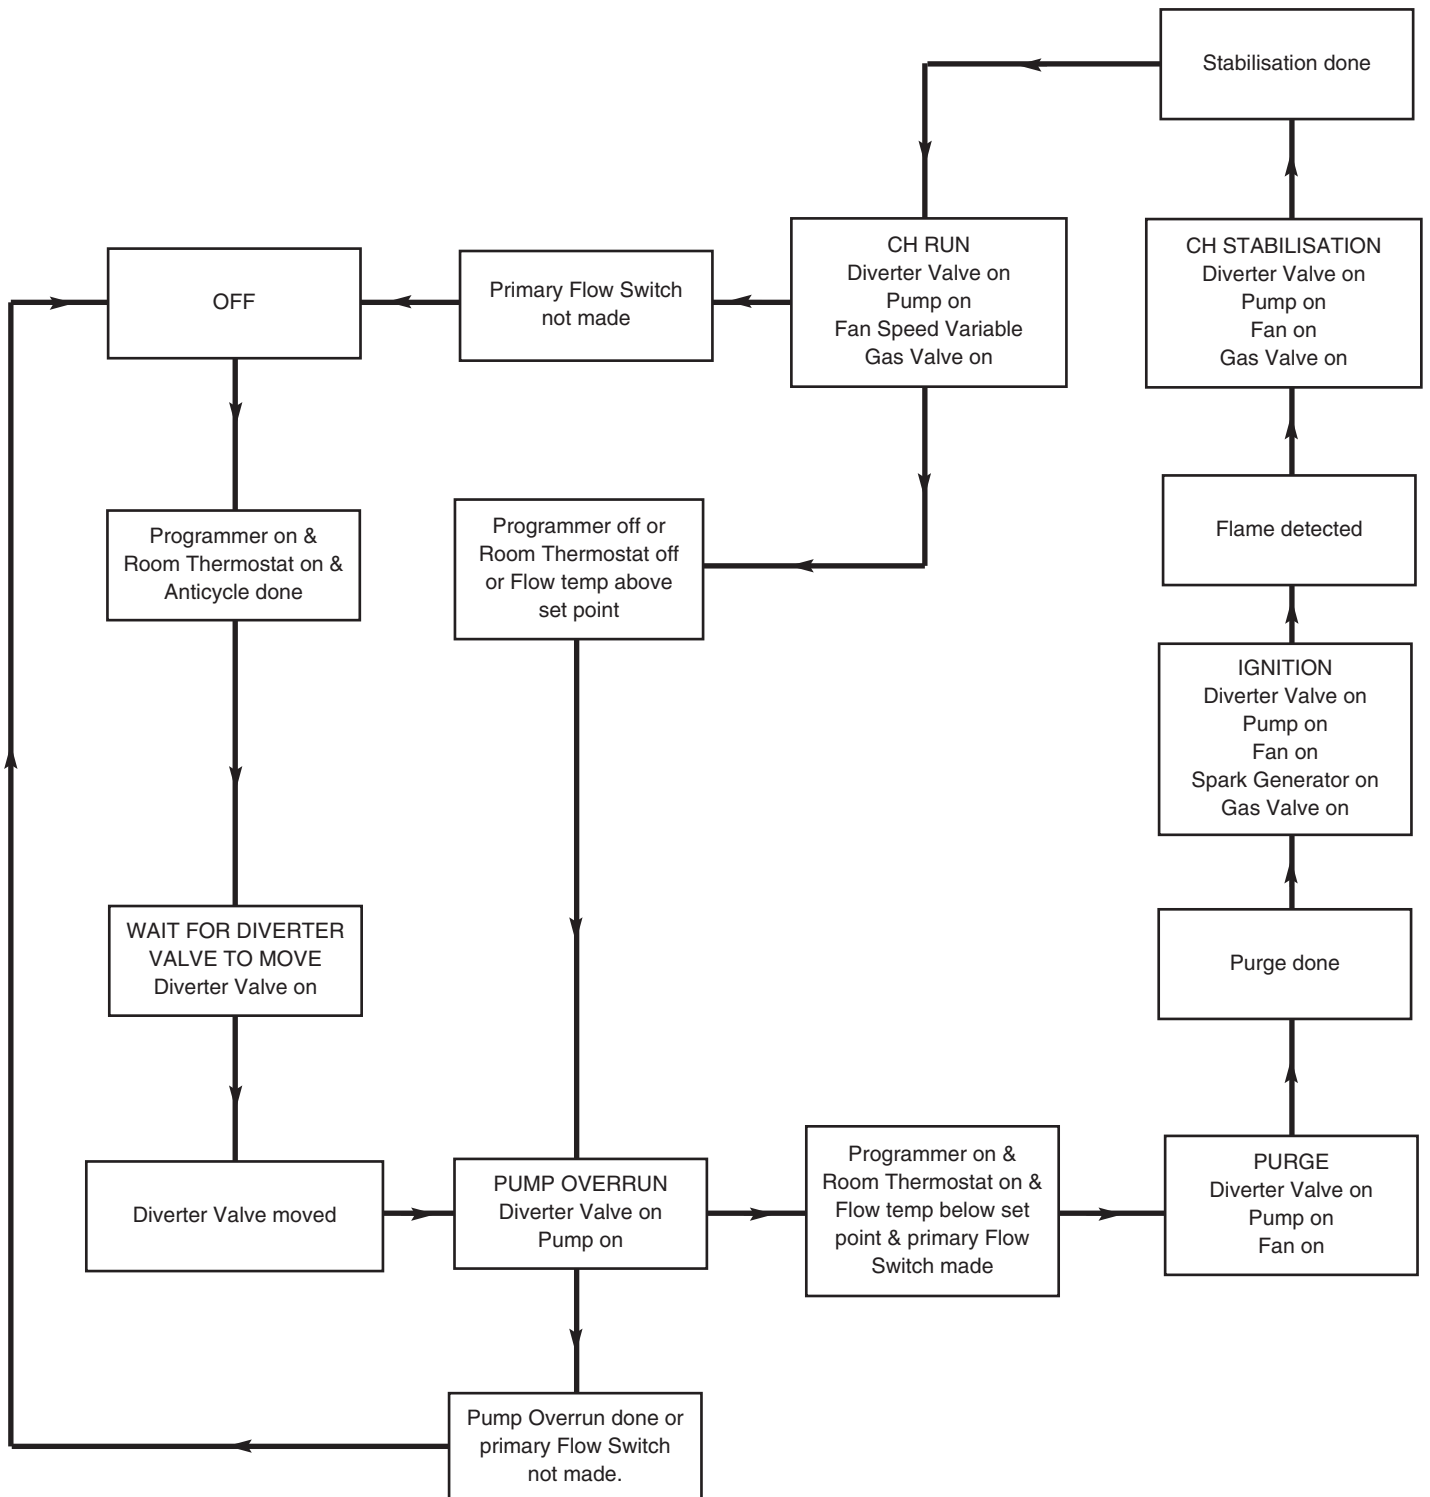 Stabilisation done
CH RUN
Diverter Valve on
Pump on
Fan Speed Variable
Gas Valve on
CH STABILISATION
Diverter Valve on
Pump on
Fan on
Gas Valve on
OFF
Primary Flow Switch
not made
Programmer on &
Room Thermostat on &
Anticycle done
Programmer off or
Room Thermostat off
or Flow temp above
set point
Flame detected
IGNITION
Diverter Valve on
Pump on
Fan on
Spark Generator on
Gas Valve on
WAIT FOR DIVERTER
VALVE TO MOVE
Diverter Valve on
Purge done
Diverter Valve moved
PUMP OVERRUN
Diverter Valve on
Pump on
Programmer on &
Room Thermostat on &
Flow temp below set
point & primary Flow
Switch made
PURGE
Diverter Valve on
Pump on
Fan on
Pump Overrun done or
primary Flow Switch
not made.